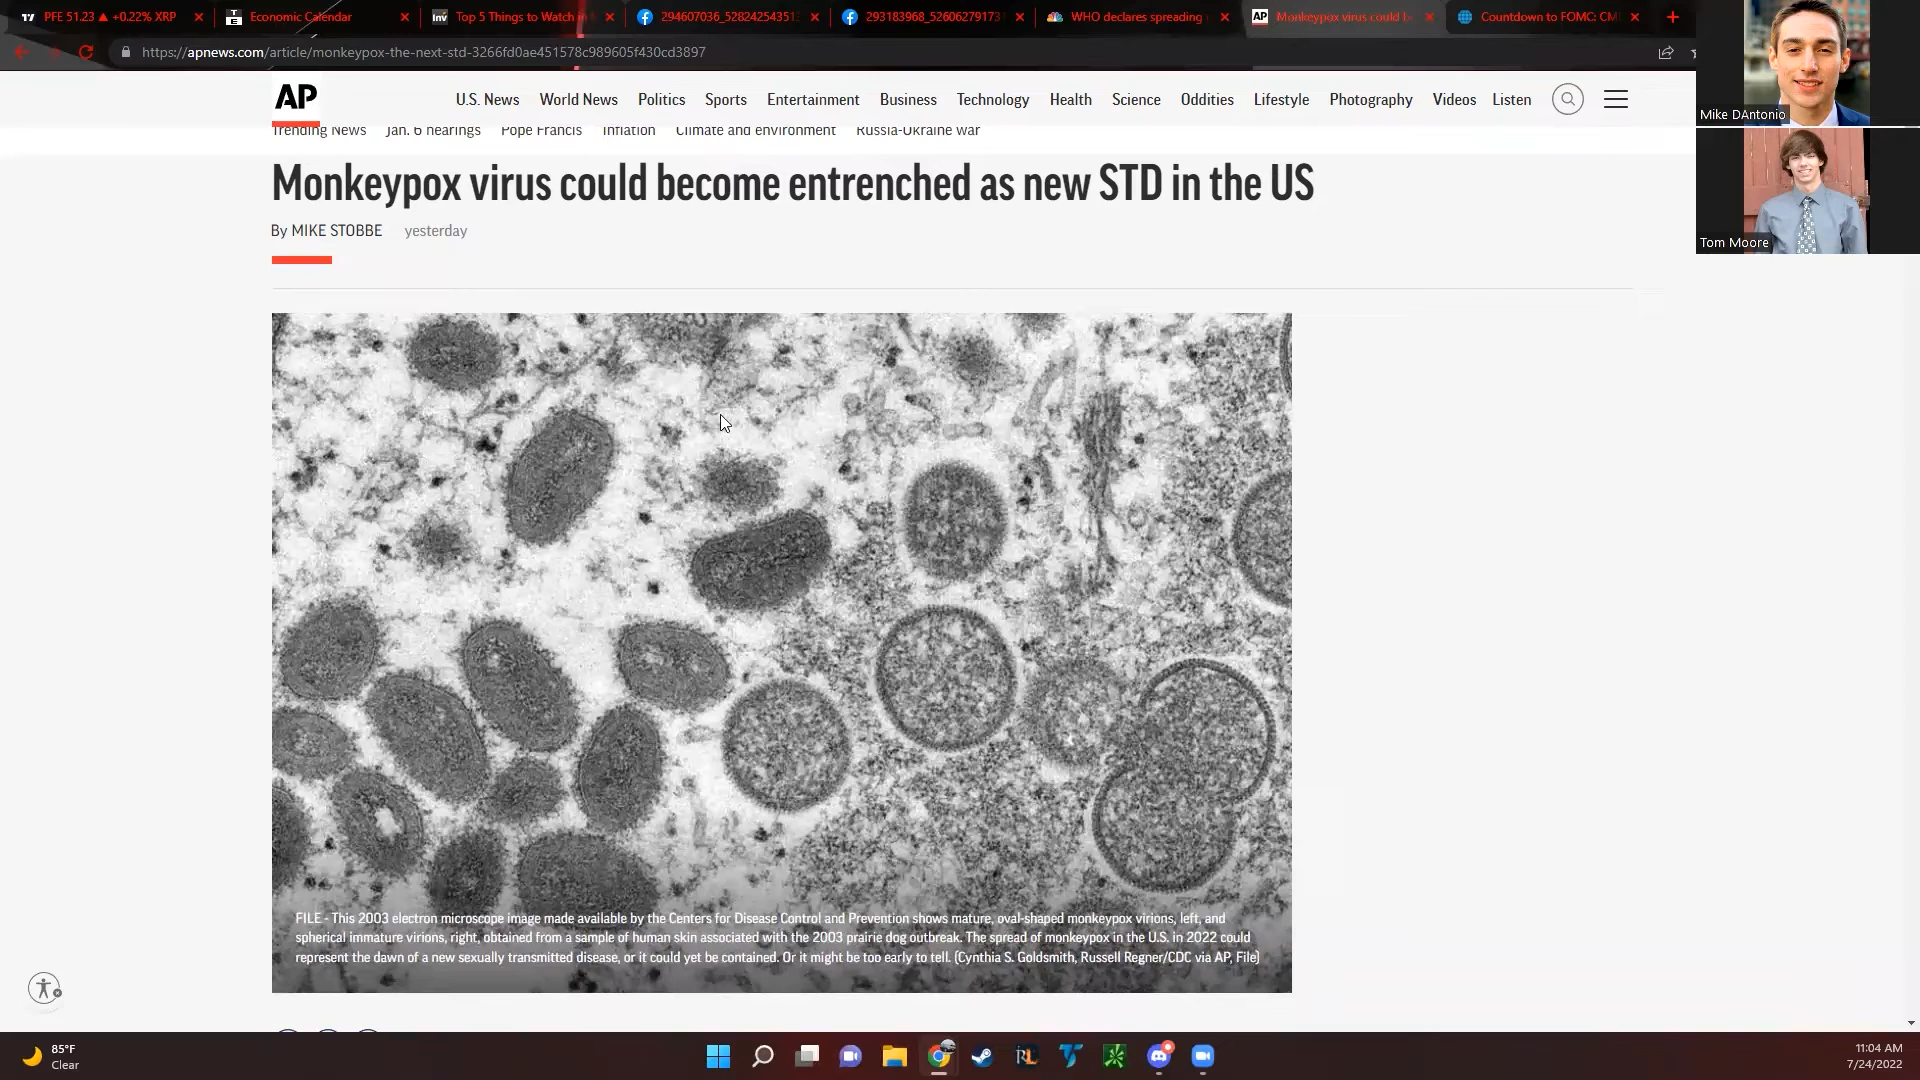 PFE 51.23 ▲ +0.22% XRP
TE
Economic Calendar
Inv
Top 5 Things to Watch in
294607036_52824254351
293183968_52606279173
WHO declares spreading
AP
Monkeypox virus could b
Countdown to FOMC: CM
https://apnews.com/article/monkeypox-the-next-std-3266fd0ae451578c989605f430cd3897
AP
U.S. News World News Politics Sports Entertainment Business Technology Health Science Oddities Lifestyle Photography Videos Listen
Trending News Jan. 6 hearings Pope Francis Inflation Climate and environment Russia-Ukraine war
Mike DAntonio
Tom Moore
Monkeypox virus could become entrenched as new STD in the US
By MIKE STOBBE yesterday
FILE - This 2003 electron microscope image made available by the Centers for Disease Control and Prevention shows mature, oval-shaped monkeypox virions, left, and
spherical immature virions, right, obtained from a sample of human skin associated with the 2003 prairie dog outbreak. The spread of monkeypox in the U.S. in 2022 could
represent the dawn of a new sexually transmitted disease, or it could yet be contained. Or it might be too early to tell. (Cynthia S. Goldsmith, Russell Regner/CDC via AP, File)
85°F
Clear
RL
11:04 AM
7/24/2022